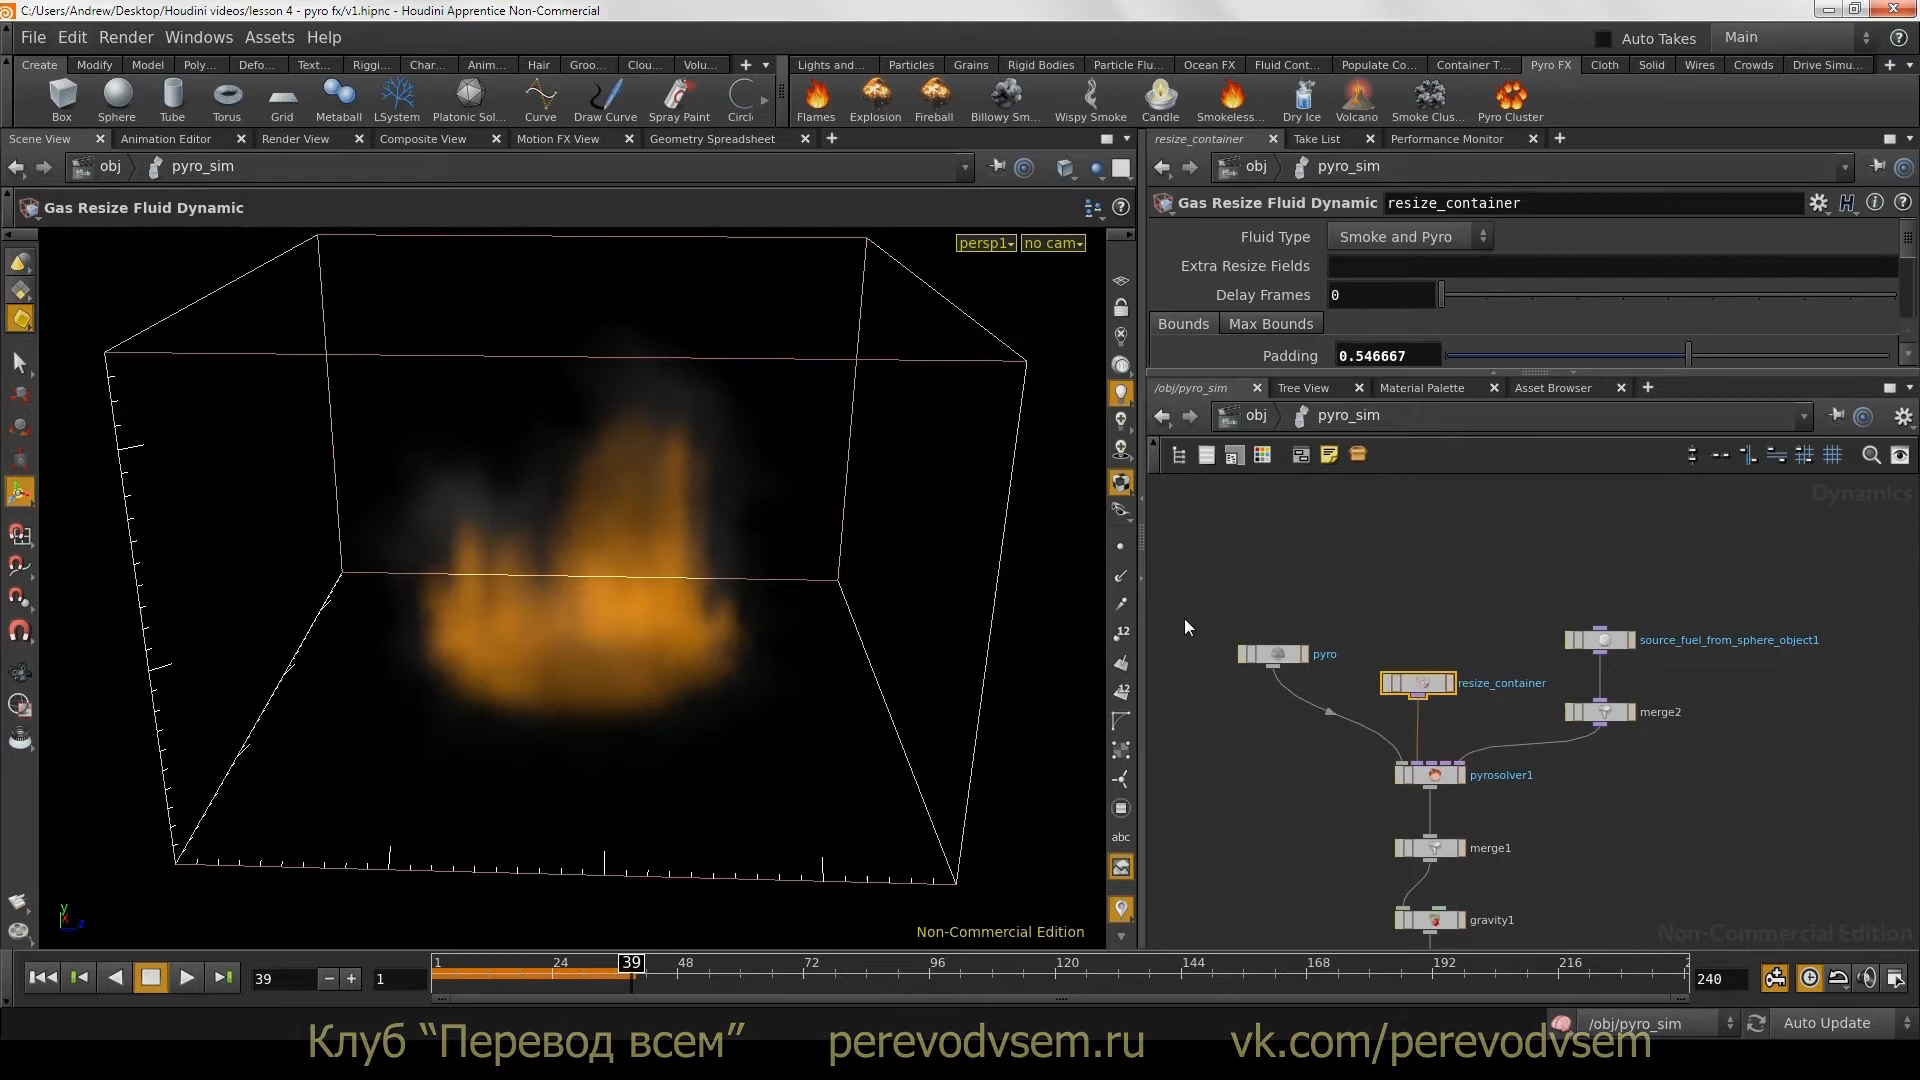 C:/Users/Andrew/Desktop/Houdini videos/lesson 4 - pyro fx/v1.hipnc - Houdini Apprentice Non-Commercial
File Edit Render Windows Assets Help
Auto Takes Main
Create Modify Model Poly... Defo... Text... Riggi... Char... Anim... Hair Groo... Clou... Volu...
Lights and... Particles Grains Rigid Bodies Particle Flu... Ocean FX Fluid Cont... Populate Co... Container T... Pyro FX Cloth Solid Wires Crowds Drive Simu...
Box Sphere Tube Torus Grid Metaball LSystem Platonic Sol... Curve Draw Curve Spray Paint Circl
Flames Explosion Fireball Billowy Sm... Wispy Smoke Candle Smokeless... Dry Ice Volcano Smoke Clus... Pyro Cluster
Scene View Animation Editor Render View Composite View Motion FX View Geometry Spreadsheet
resize_container Take List Performance Monitor
obj pyro_sim
obj pyro_sim
Gas Resize Fluid Dynamic
Gas Resize Fluid Dynamic resize_container
Fluid Type Smoke and Pyro
Extra Resize Fields
Delay Frames 0
Bounds Max Bounds
Padding 0.546667
persp1 no cam
/obj/pyro_sim Tree View Material Palette Asset Browser
obj pyro_sim
Dynamics
12
12
abc
source_fuel_from_sphere_object1
pyro
resize_container
merge2
pyrosolver1
merge1
gravity1
y
x
z
Non-Commercial Edition
Non-Commercial Edition
39 1
1 24 39 48 72 96 120 144 168 192 216 2
240
/obj/pyro_sim Auto Update
Клуб “Перевод всем” perevodvsem.ru vk.com/perevodvsem